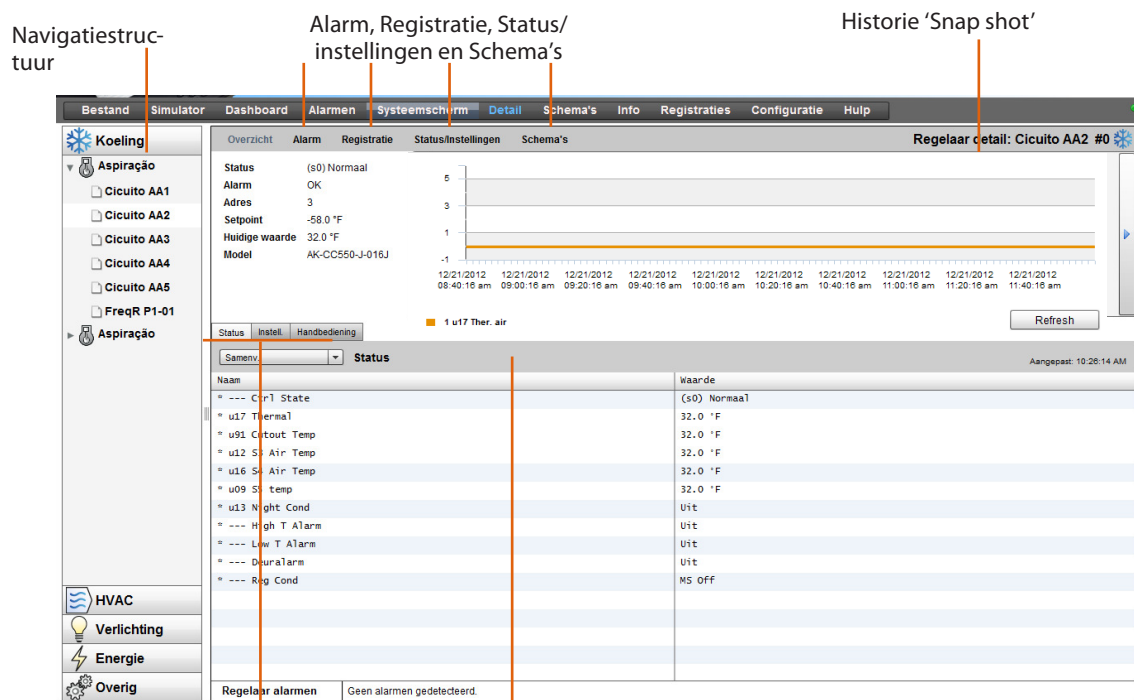 Navigatiestruc-
tuur
Alarm, Registratie, Status/
instellingen en Schema's
Historie ‘Snap shot’
Bestand Simulator Dashboard Alarmen Systeemscherm Detail Schema's Info Registraties Configuratie Hulp
Koeling
Aspiração
Cicuito AA1
Cicuito AA2
Cicuito AA3
Cicuito AA4
Cicuito AA5
FreqR P1-01
Aspiração
HVAC
Verlichting
Energie
Overig
Overzicht Alarm Registratie Status/Instellingen Schema's
Regelaar detail: Cicuito AA2 #0
Status (s0) Normaal
Alarm OK
Adres 3
Setpoint -58.0 °F
Huidige waarde 32.0 °F
Model AK-CC550-J-016J
5
3
1
-1
12/21/2012 12/21/2012 12/21/2012 12/21/2012 12/21/2012 12/21/2012 12/21/2012 12/21/2012 12/21/2012 12/21/2012
08:40:16 am 09:00:16 am 09:20:16 am 09:40:16 am 10:00:16 am 10:20:16 am 10:40:16 am 11:00:16 am 11:20:16 am 11:40:16 am
1 u17 Ther. air
Refresh
Status Instell. Handbediening
Samenv. Status
Aangepast: 10:26:14 AM
Naam Waarde
* --- Ctrl State (s0) Normaal
* u17 Thermal 32.0 °F
* u91 Cutout Temp 32.0 °F
* u12 S3 Air Temp 32.0 °F
* u16 S4 Air Temp 32.0 °F
* u09 S5 temp 32.0 °F
* u13 Night Cond Uit
* --- High T Alarm Uit
* --- Low T Alarm Uit
* --- Deuralarm Uit
* --- Reg Cond MS Off
Regelaar alarmen Geen alarmen gedetecteerd.